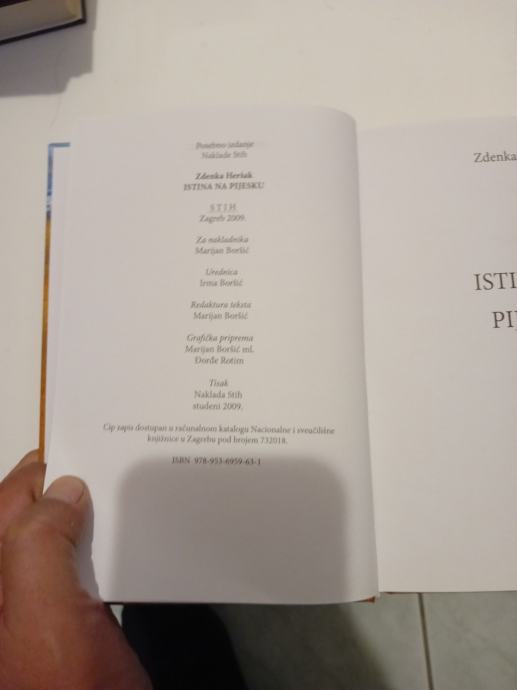 Posebno izdanje
Naklade Stih
Zdenka Heršak
ISTINA NA PIJESKU
STIH
Zagreb 2009.
Za nakladnika
Marijan Boršić
Urednica
Irma Boršić
Redaktura teksta
Marijan Boršić
Grafička priprema
Marijan Boršić ml.
Đorđe Rotim
Tisak
Naklada Stih
studeni 2009.
Cip zapis dostupan u računalnom katalogu Nacionalne i sveučilišne
knjižnice u Zagrebu pod brojem 732018.
ISBN 978-953-6959-63-1
Zdenka
ISTI
PIJ